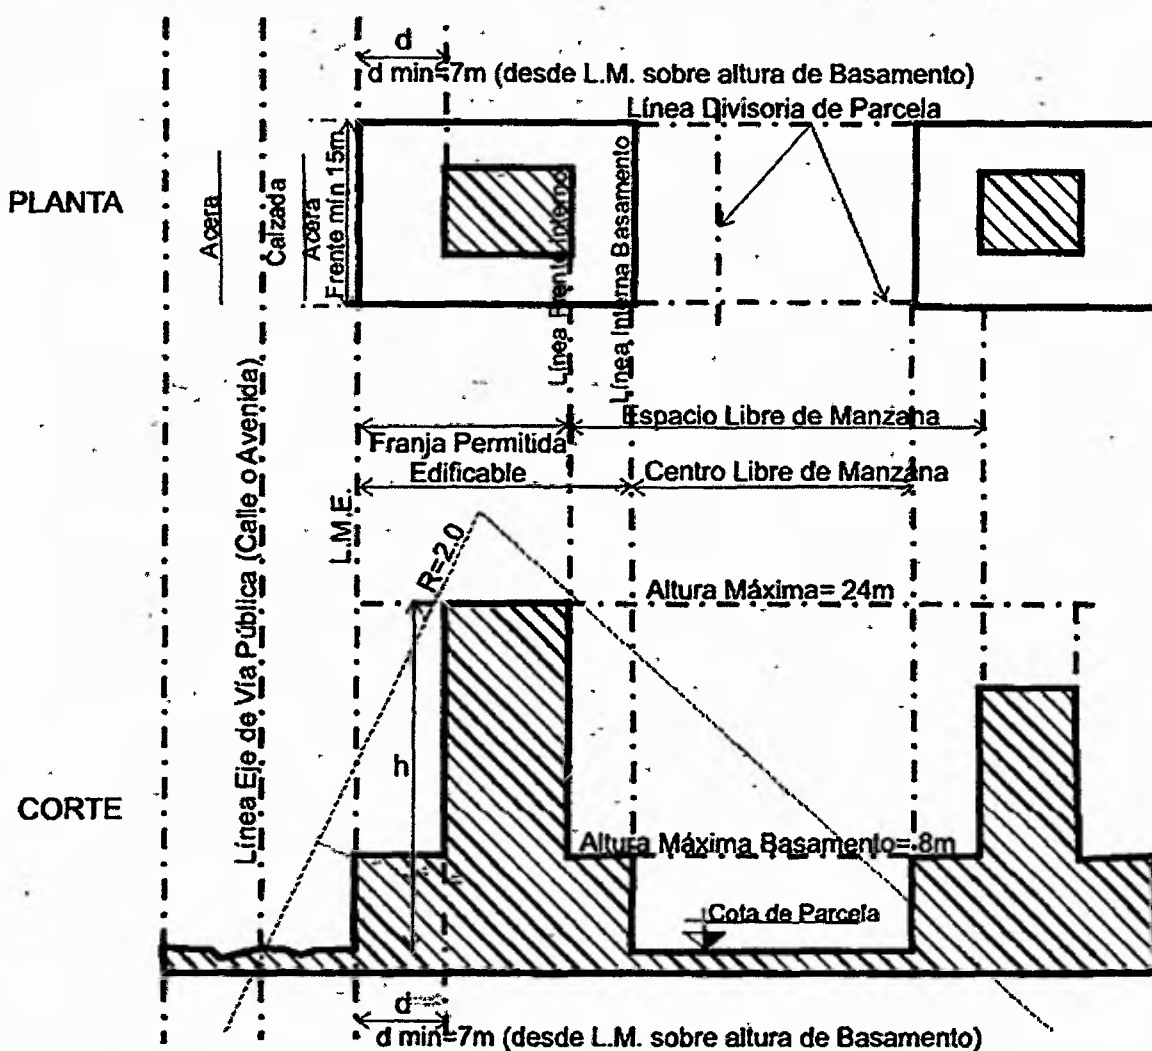 d
d min=7m (desde L.M. sobre altura de Basamento)
Línea Divisoria de Parcela
PLANTA
Acera
Calzada
Acera
Frente mín 15m
Línea Frente Interno
Línea Interna Basamento
Espacio Libre de Manzana
Franja Permitida
Edificable
Centro Libre de Manzana
Línea Eje de Vía Pública (Calle o Avenida)
L.M.E.
R=2.0
Altura Máxima= 24m
h
CORTE
Altura Máxima Basamento= 8m
Cota de Parcela
d
d min=7m (desde L.M. sobre altura de Basamento)